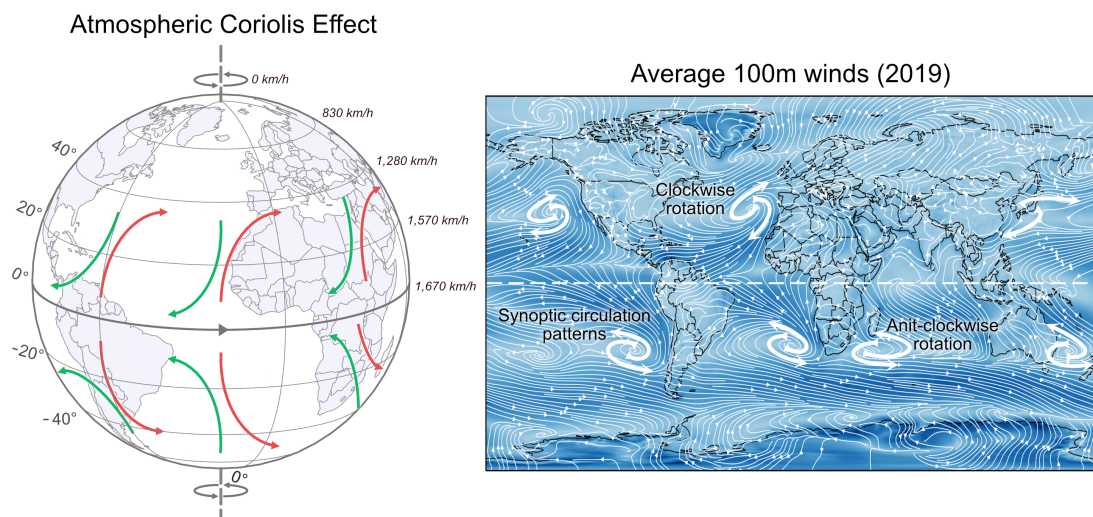 Atmospheric Coriolis Effect
0 km/h
830 km/h
40°
1,280 km/h
20°
1,570 km/h
0°
1,670 km/h
-20°
-40°
0°
Average 100m winds (2019)
Clockwise
rotation
Synoptic circulation
patterns
Anit-clockwise
rotation